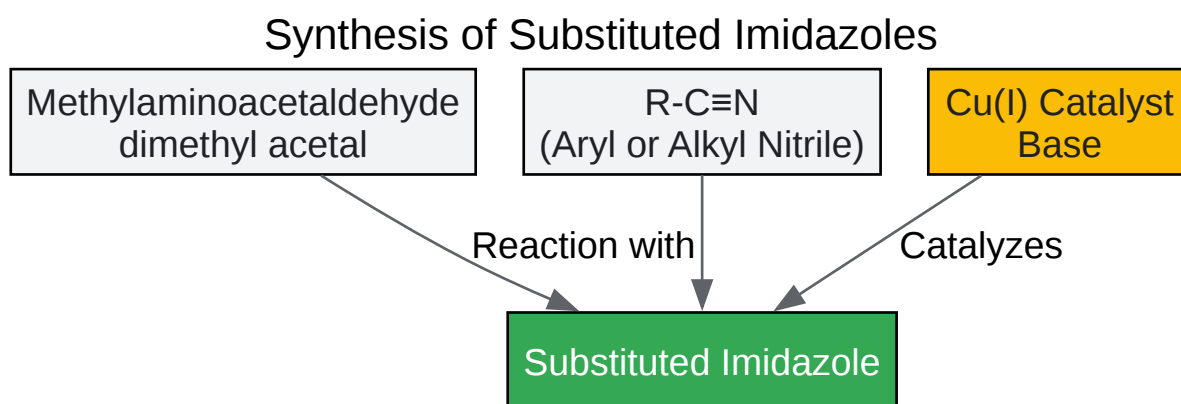 Synthesis of Substituted Imidazoles
Methylaminoacetaldehyde
dimethyl acetal
R-C≡N
(Aryl or Alkyl Nitrile)
Cu(I) Catalyst
Base
Reaction with
Catalyzes
Substituted Imidazole